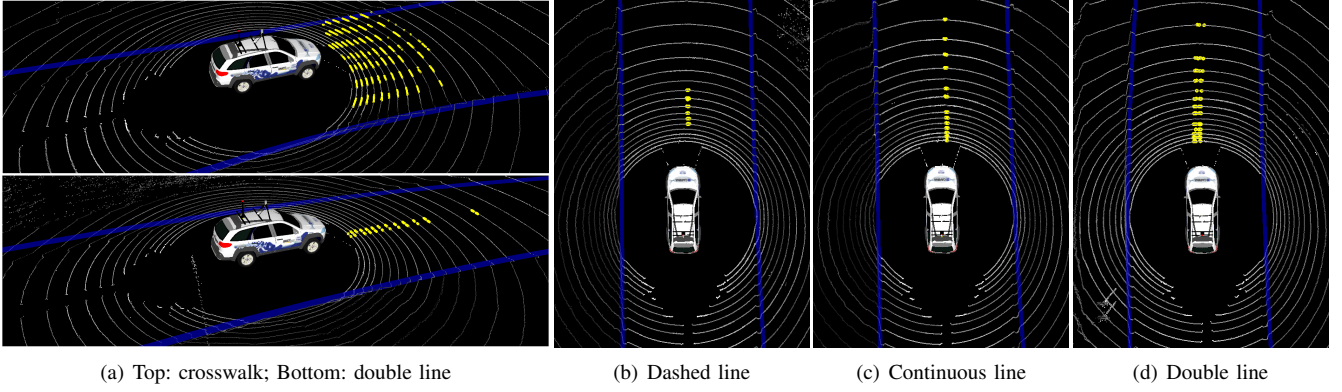 (a) Top: crosswalk; Bottom: double line
(b) Dashed line
(c) Continuous line
(d) Double line